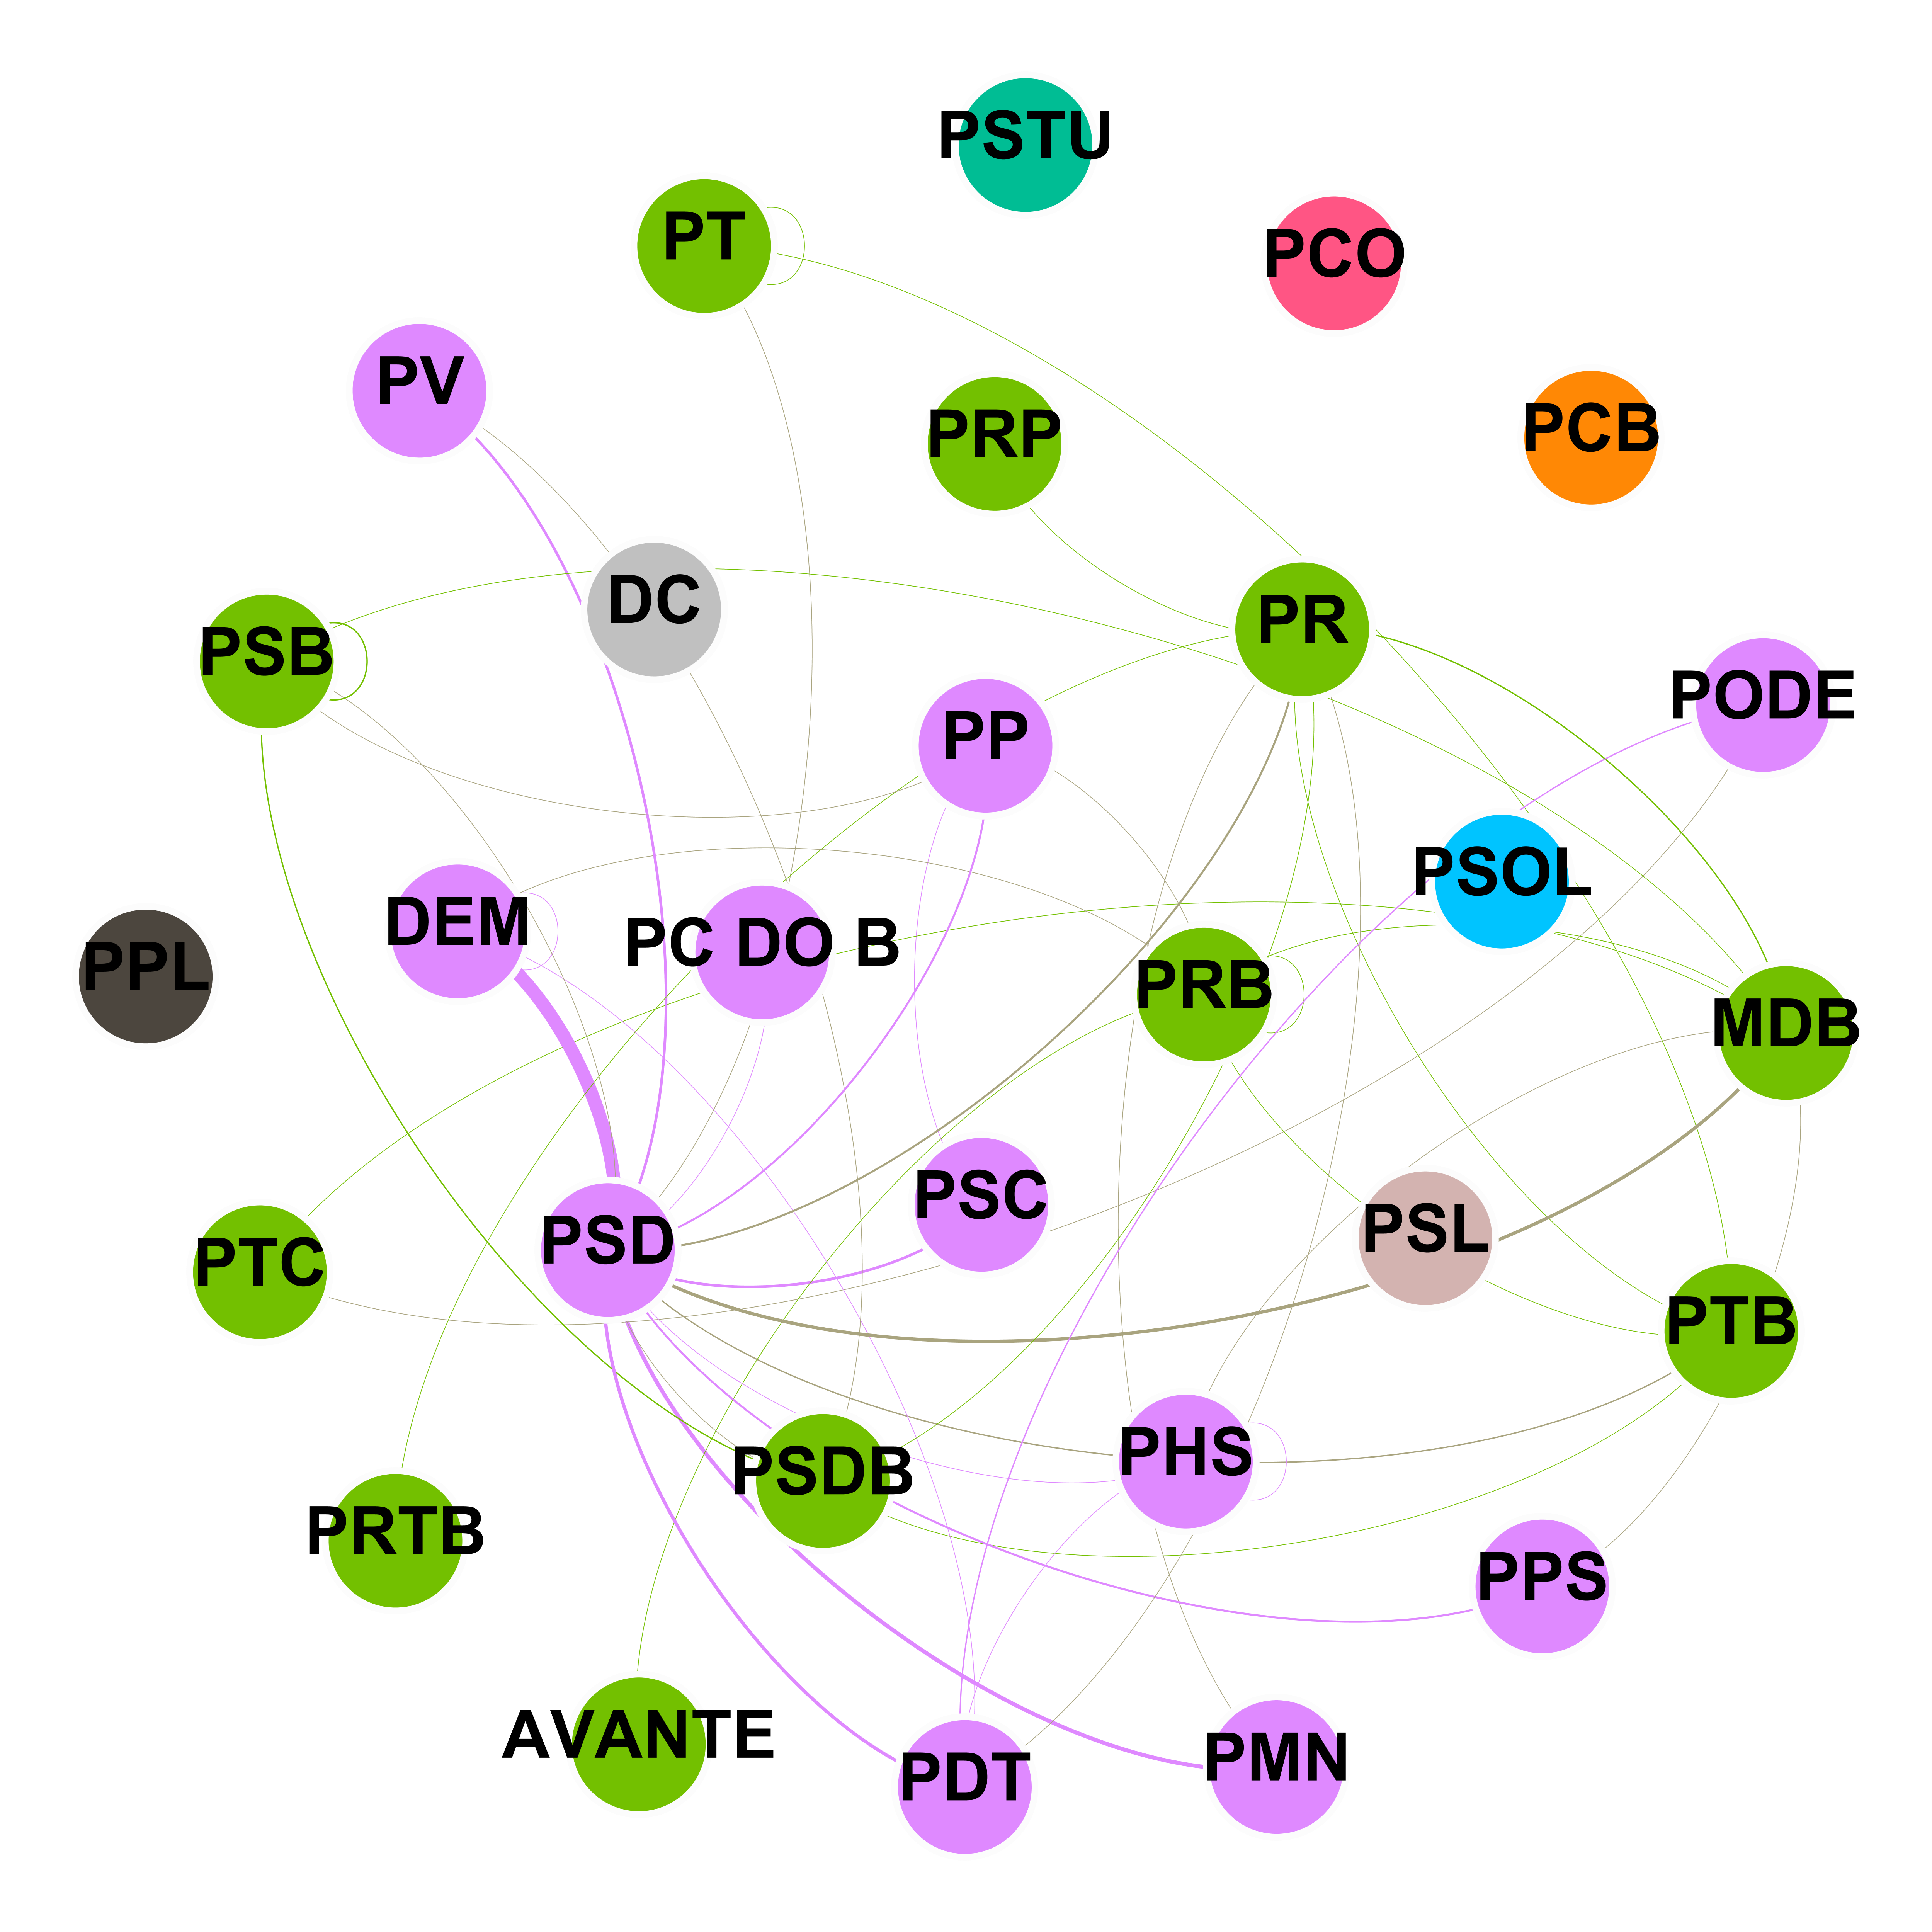 PSTU
PT
PCO
PV
PRP
PCB
DC
PR
PSB
PODE
PP
PSOL
DEM
PC DO B
PPL
PRB
MDB
PSC
PSL
PSD
PTC
PTB
PSDB
PHS
PRTB
PPS
AVANTE
PDT
PMN